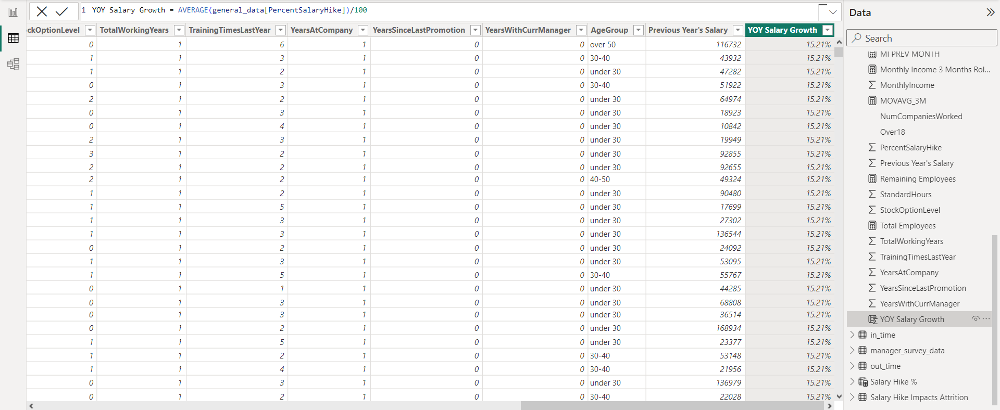 1 YOY Salary Growth = AVERAGE(general_data[PercentSalaryHike])/100
ckOptionLevel TotalWorkingYears TrainingTimesLastYear YearsAtCompany YearsSinceLastPromotion YearsWithCurrManager AgeGroup Previous Year's Salary YOY Salary Growth
0 1 6 1 0 0 over 50 116732 15.21%
1 1 3 1 0 0 30-40 43932 15.21%
1 1 2 1 0 0 under 30 47282 15.21%
0 1 3 1 0 0 30-40 51922 15.21%
2 1 2 1 0 0 under 30 64974 15.21%
0 1 3 1 0 0 under 30 18923 15.21%
0 1 4 1 0 0 under 30 10842 15.21%
2 1 3 1 0 0 under 30 19949 15.21%
3 1 2 1 0 0 under 30 92855 15.21%
2 1 2 1 0 0 under 30 92655 15.21%
2 1 2 1 0 0 40-50 49324 15.21%
1 1 2 1 0 0 under 30 90480 15.21%
1 1 5 1 0 0 under 30 17699 15.21%
1 1 3 1 0 0 under 30 27302 15.21%
1 1 3 1 0 0 under 30 136544 15.21%
0 1 2 1 0 0 under 30 24092 15.21%
1 1 3 1 0 0 under 30 53095 15.21%
1 1 5 1 0 0 30-40 55767 15.21%
0 1 1 1 0 0 under 30 44285 15.21%
0 1 3 1 0 0 under 30 68808 15.21%
0 1 3 1 0 0 under 30 36514 15.21%
0 1 2 1 0 0 under 30 168934 15.21%
1 1 5 1 0 0 under 30 23377 15.21%
1 1 2 1 0 0 30-40 53148 15.21%
1 1 4 1 0 0 30-40 21956 15.21%
0 1 3 1 0 0 under 30 136979 15.21%
0 1 2 1 0 0 30-40 22028 15.21%
Data
Search
MI PREV MONTH
Monthly Income 3 Months Rol...
MonthlyIncome
MOVAVG_3M
NumCompaniesWorked
Over18
PercentSalaryHike
Previous Year's Salary
Remaining Employees
StandardHours
StockOptionLevel
Total Employees
TotalWorkingYears
TrainingTimesLastYear
YearsAtCompany
YearsSinceLastPromotion
YearsWithCurrManager
YOY Salary Growth
in_time
manager_survey_data
out_time
Salary Hike %
Salary Hike Impacts Attrition